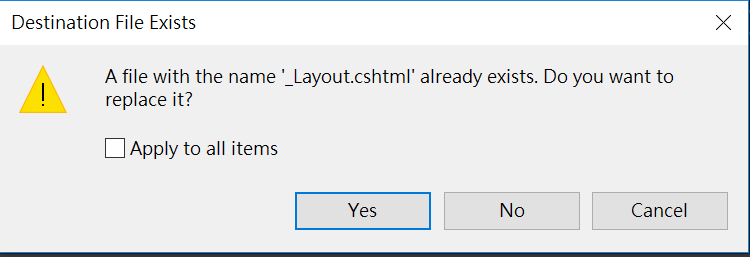 Destination File Exists
A file with the name '_Layout.cshtml' already exists. Do you want to
replace it?
Apply to all items
Yes No Cancel